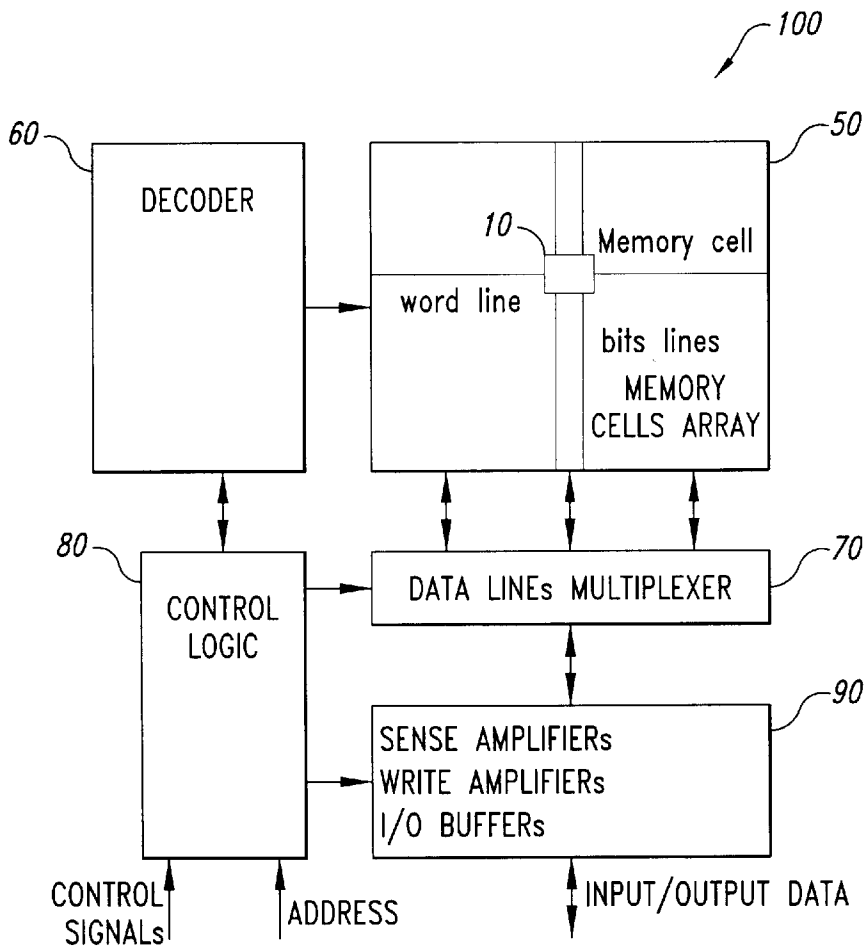 100
60
50
DECODER
10
Memory cell
word line
bits lines
MEMORY
CELLS ARRAY
80
70
CONTROL
LOGIC
DATA LINEs MULTIPLEXER
90
SENSE AMPLIFIERs
WRITE AMPLIFIERs
I/O BUFFERs
CONTROL
SIGNALs
ADDRESS
INPUT/OUTPUT DATA